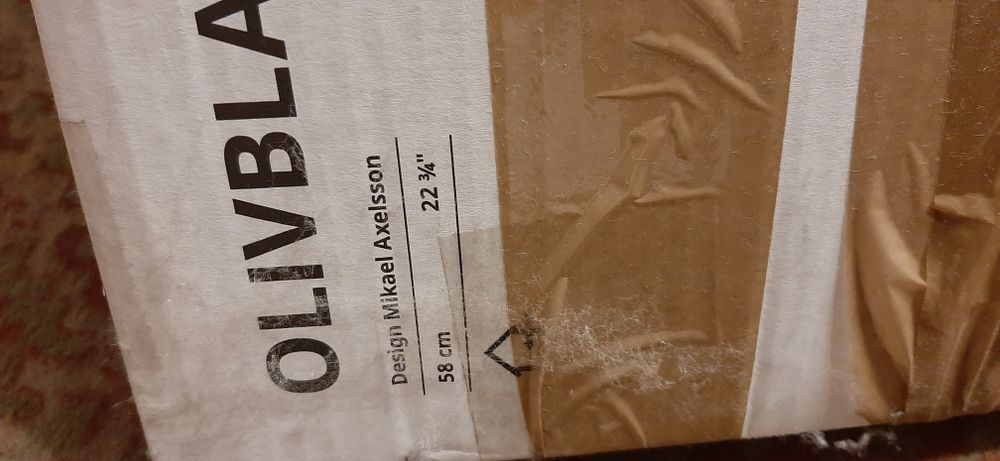 OLIVBLA
Design Mikael Axelsson
58 cm 22 ¾"